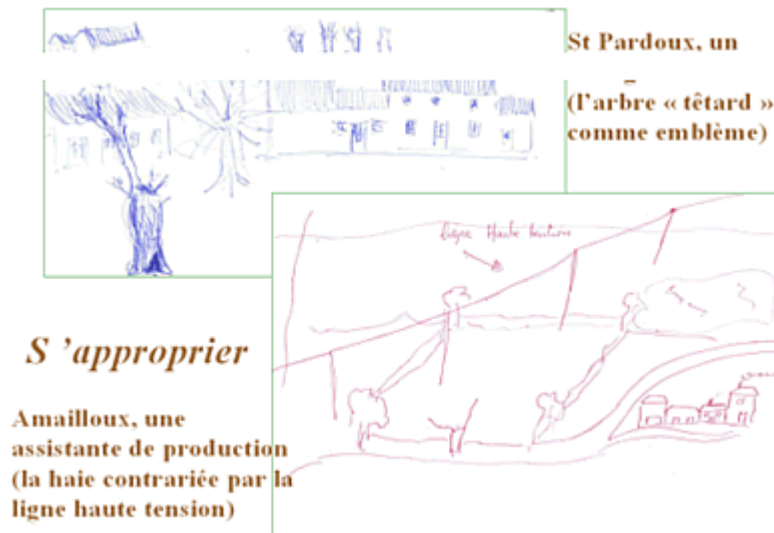 St Pardoux, un
(l'arbre « têtard »
comme emblème)
ligne Haute tension
S 'approprier
Amailloux, une
assistante de production
(la haie contrariée par la
ligne haute tension)